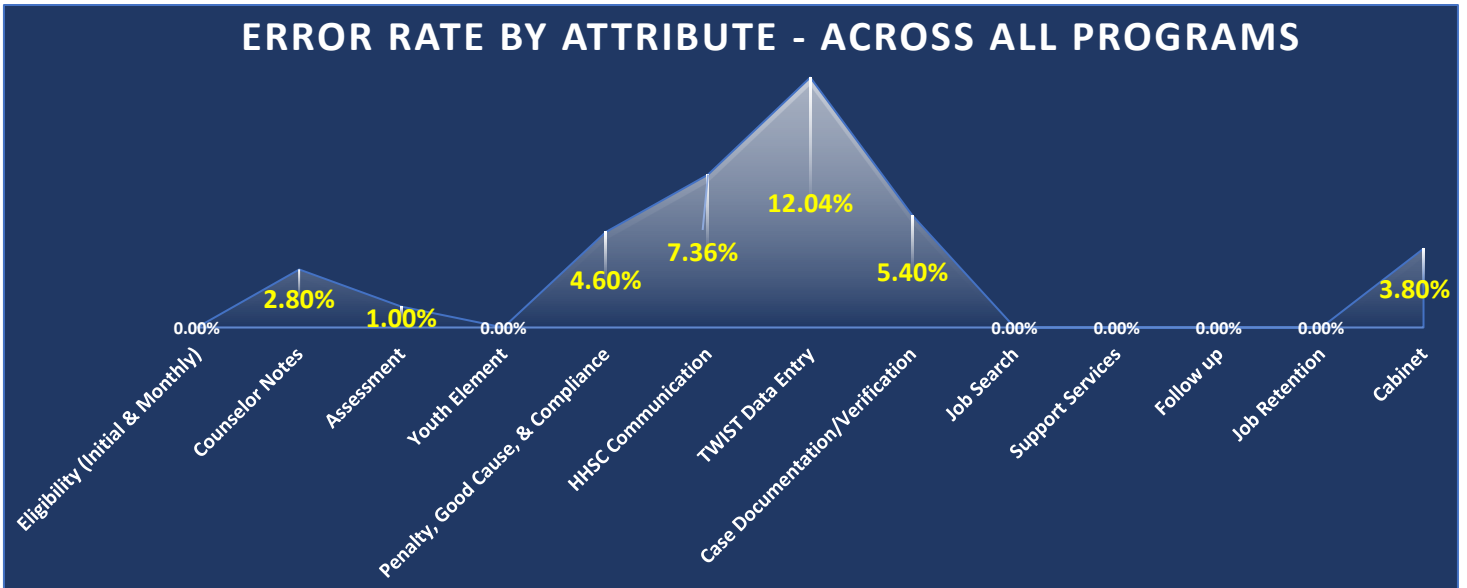 ERROR RATE BY ATTRIBUTE - ACROSS ALL PROGRAMS
0.00%
2.80%
1.00%
0.00%
4.60%
7.36%
12.04%
5.40%
0.00%
0.00%
0.00%
0.00%
3.80%
Eligibility (Initial & Monthly)
Counselor Notes
Assessment
Youth Element
Penalty, Good Cause, & Compliance
HHSC Communication
TWIST Data Entry
Case Documentation/Verification
Job Search
Support Services
Follow up
Job Retention
Cabinet